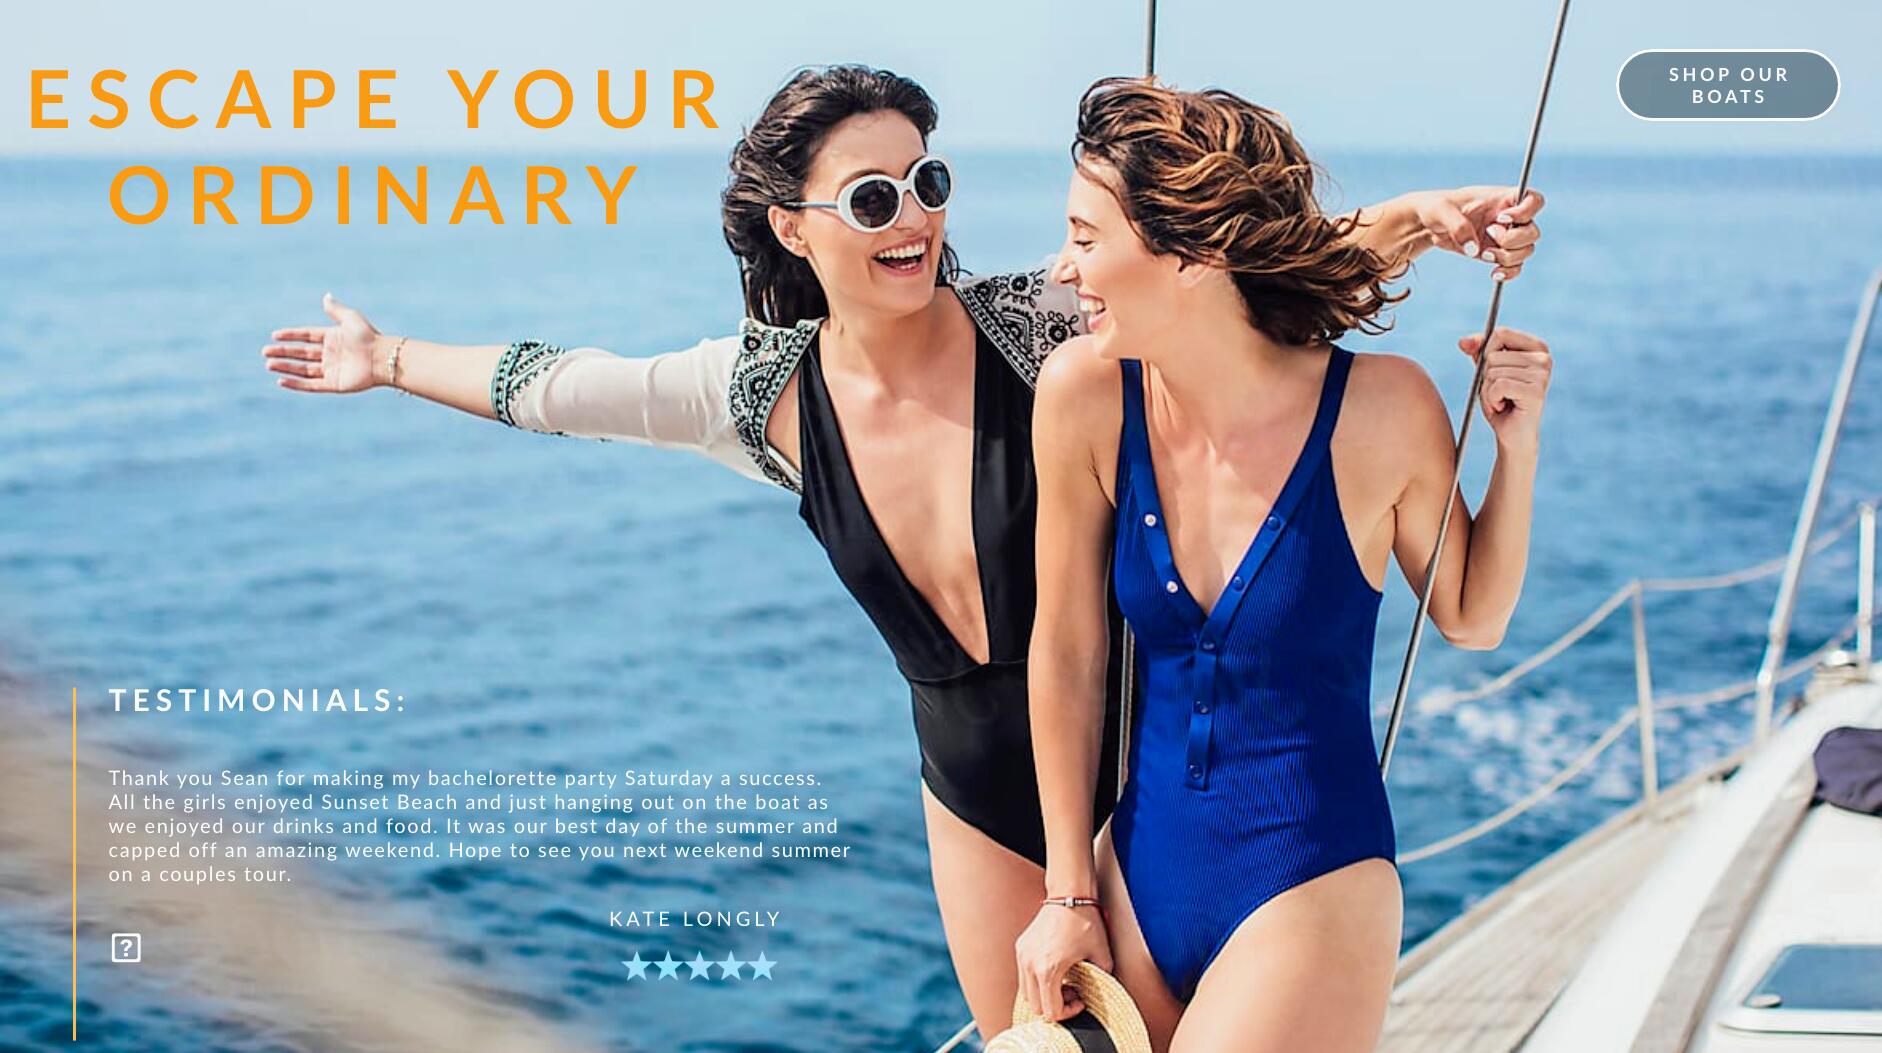 ESCAPE YOUR
ORDINARY
SHOP OUR
BOATS
TESTIMONIALS:
Thank you Sean for making my bachelorette party Saturday a success.
All the girls enjoyed Sunset Beach and just hanging out on the boat as
we enjoyed our drinks and food. It was our best day of the summer and
capped off an amazing weekend. Hope to see you next weekend summer
on a couples tour.
KATE LONGLY
?